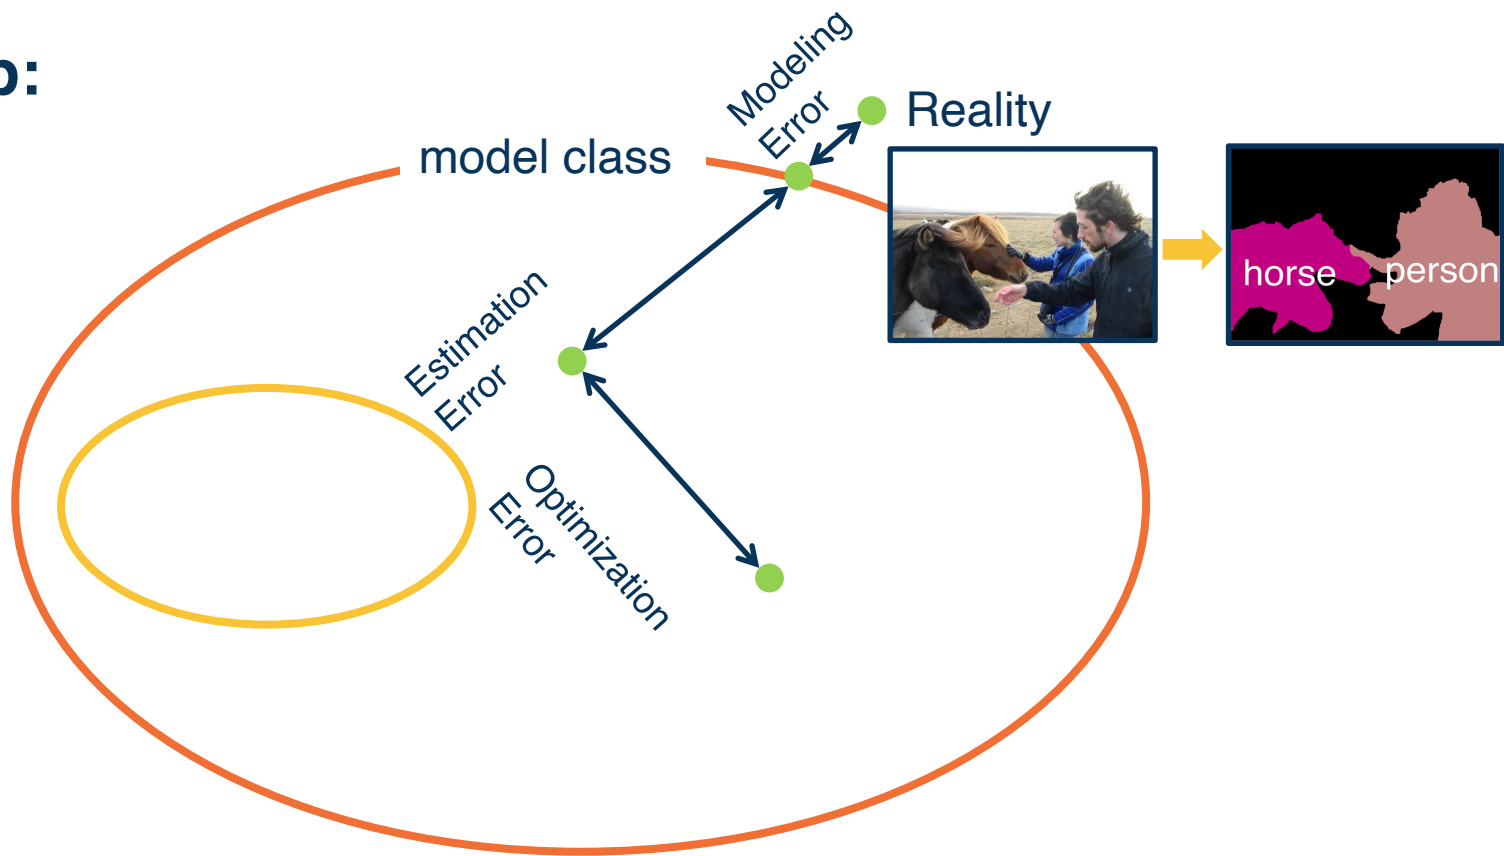 p:
Modeling
Error
Reality
model class
horse
person
Estimation
Error
Optimization
Error